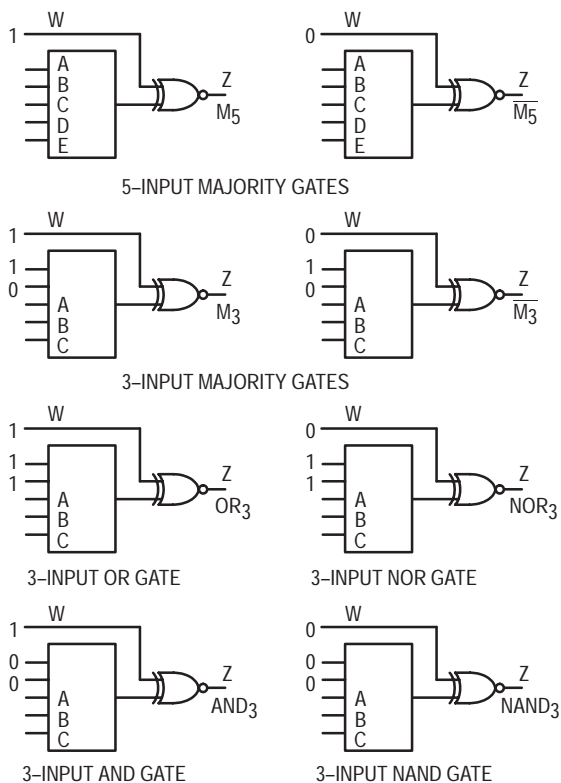 W W
1 0
A Z A Z
B B
C M5 C M̅5̅
D D
E E
5–INPUT MAJORITY GATES
W W
1 0
1 1
0 Z 0 Z
A M3 A M̅3̅
B B
C C
3–INPUT MAJORITY GATES
W W
1 0
1 1
1 Z 1 Z
A OR3 A NOR3
B B
C C
3–INPUT OR GATE 3–INPUT NOR GATE
W W
1 0
0 0
0 Z 0 Z
A AND3 A NAND3
B B
C C
3–INPUT AND GATE 3–INPUT NAND GATE